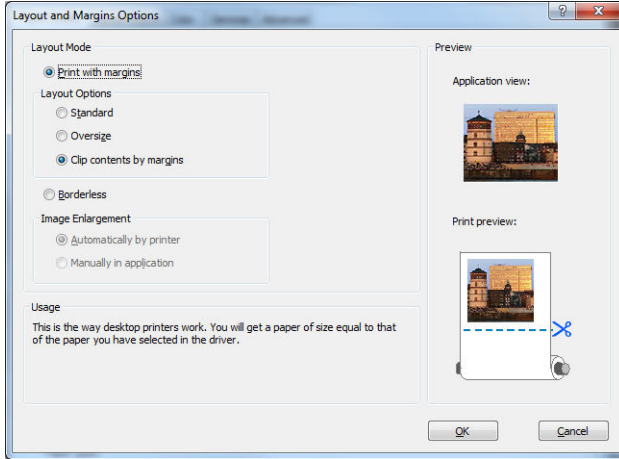 Layout and Margins Options
Layout Mode
Print with margins
Layout Options
Standard
Oversize
Clip contents by margins
Borderless
Image Enlargement
Automatically by printer
Manually in application
Usage
This is the way desktop printers work. You will get a paper of size equal to that
of the paper you have selected in the driver.
Preview
Application view:
Print preview:
OK
Cancel